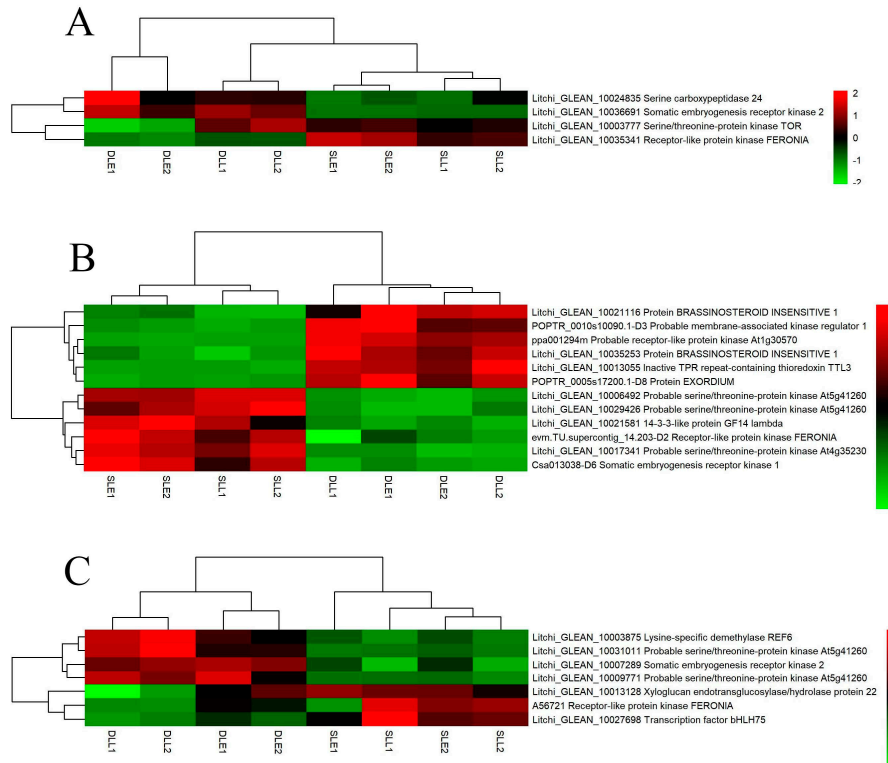 A
Litchi_GLEAN_10024835 Serine carboxypeptidase 24
Litchi_GLEAN_10036691 Somatic embryogenesis receptor kinase 2
Litchi_GLEAN_10003777 Serine/threonine-protein kinase TOR
Litchi_GLEAN_10035341 Receptor-like protein kinase FERONIA
2
1
0
-1
-2
DLE1 DLE2 DLL1 DLL2 SLE1 SLE2 SLL1 SLL2
B
Litchi_GLEAN_10021116 Protein BRASSINOSTEROID INSENSITIVE 1
POPTR_0010s10090.1-D3 Probable membrane-associated kinase regulator 1
ppa001294m Probable receptor-like protein kinase At1g30570
Litchi_GLEAN_10035253 Protein BRASSINOSTEROID INSENSITIVE 1
Litchi_GLEAN_10013055 Inactive TPR repeat-containing thioredoxin TTL3
POPTR_0005s17200.1-D8 Protein EXORDIUM
Litchi_GLEAN_10006492 Probable serine/threonine-protein kinase At5g41260
Litchi_GLEAN_10029426 Probable serine/threonine-protein kinase At5g41260
Litchi_GLEAN_10021581 14-3-3-like protein GF14 lambda
evm.TU.supercontig_14.203-D2 Receptor-like protein kinase FERONIA
Litchi_GLEAN_10017341 Probable serine/threonine-protein kinase At4g35230
Csa013038-D6 Somatic embryogenesis receptor kinase 1
SLE1 SLE2 SLL1 SLL2 DLL1 DLE1 DLE2 DLL2
C
Litchi_GLEAN_10003875 Lysine-specific demethylase REF6
Litchi_GLEAN_10031011 Probable serine/threonine-protein kinase At5g41260
Litchi_GLEAN_10007289 Somatic embryogenesis receptor kinase 2
Litchi_GLEAN_10009771 Probable serine/threonine-protein kinase At5g41260
Litchi_GLEAN_10013128 Xyloglucan endotransglucosylase/hydrolase protein 22
A56721 Receptor-like protein kinase FERONIA
Litchi_GLEAN_10027698 Transcription factor bHLH75
DLL1 DLL2 DLE1 DLE2 SLE1 SLL1 SLE2 SLL2